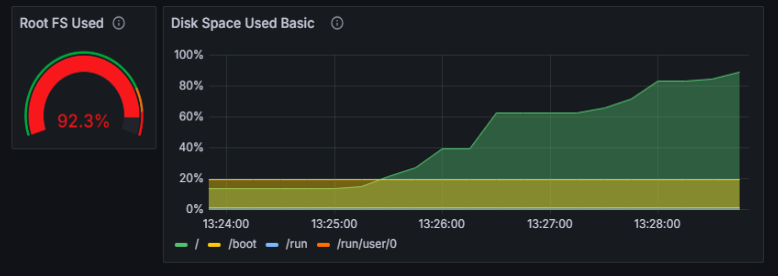 Root FS Used
92.3%
Disk Space Used Basic
100%
80%
60%
40%
20%
0%
13:24:00 13:25:00 13:26:00 13:27:00 13:28:00
/ /boot /run /run/user/0